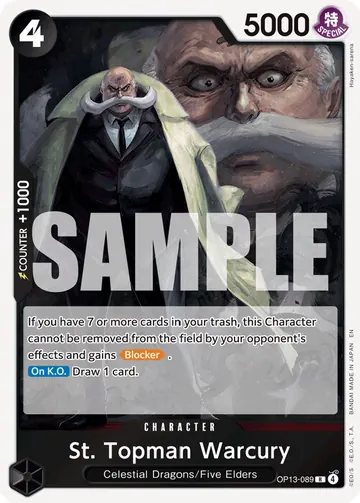 4
5000
特
SPECIAL
Hayaken-sarena
COUNTER +1000
SAMPLE
If you have 7 or more cards in your trash, this Character
cannot be removed from the field by your opponent's
effects and gains Blocker .
On K.O. Draw 1 card.
CHARACTER
St. Topman Warcury
Celestial Dragons/Five Elders
OP13-089 R 4
©E.O./S. ©E.O./S., T.A. BANDAI MADE IN JAPAN EN